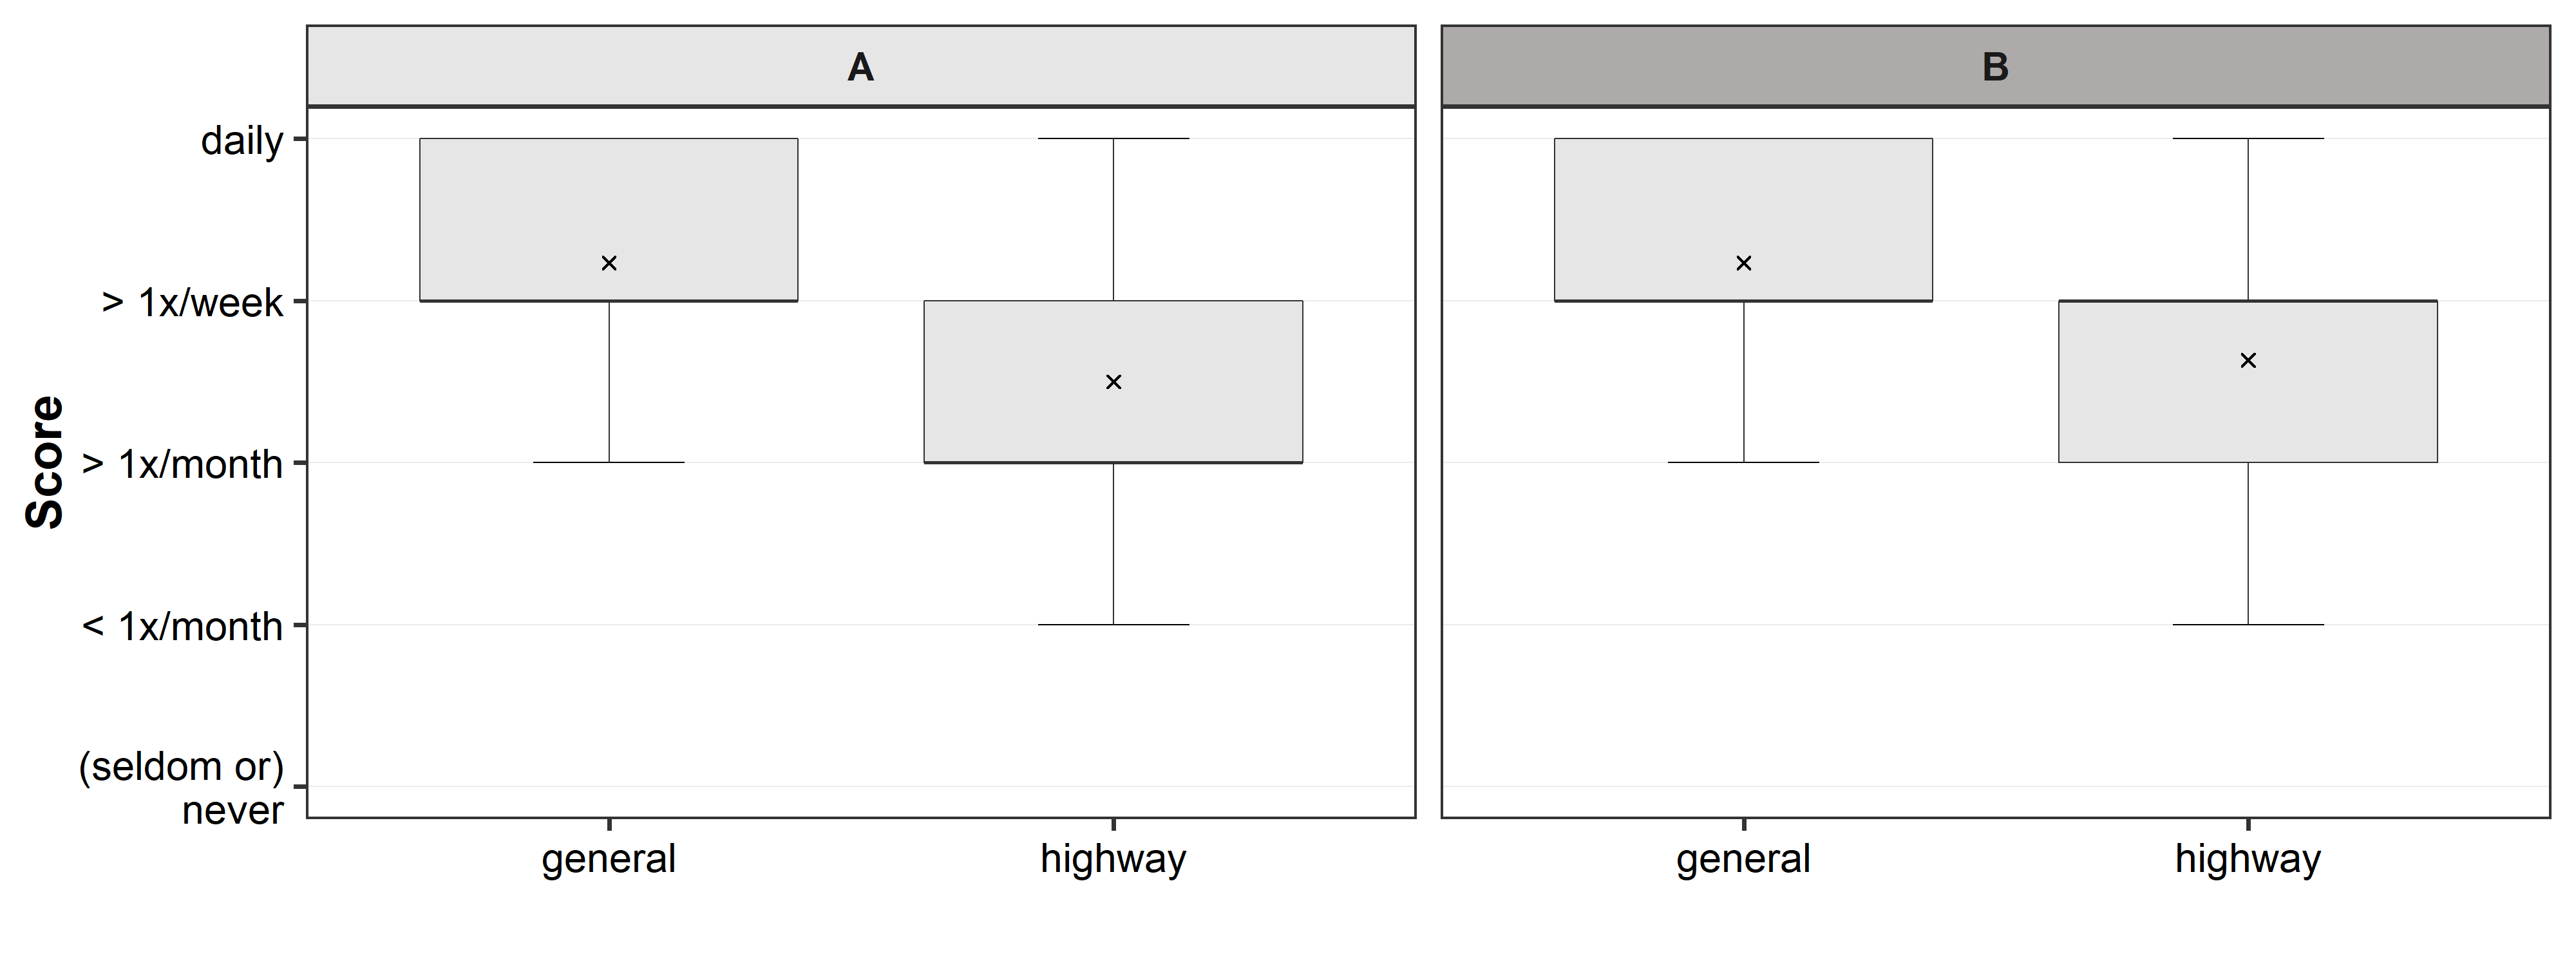 A
B
daily
> 1x/week
> 1x/month
< 1x/month
(seldom or)
never
Score
general
highway
general
highway